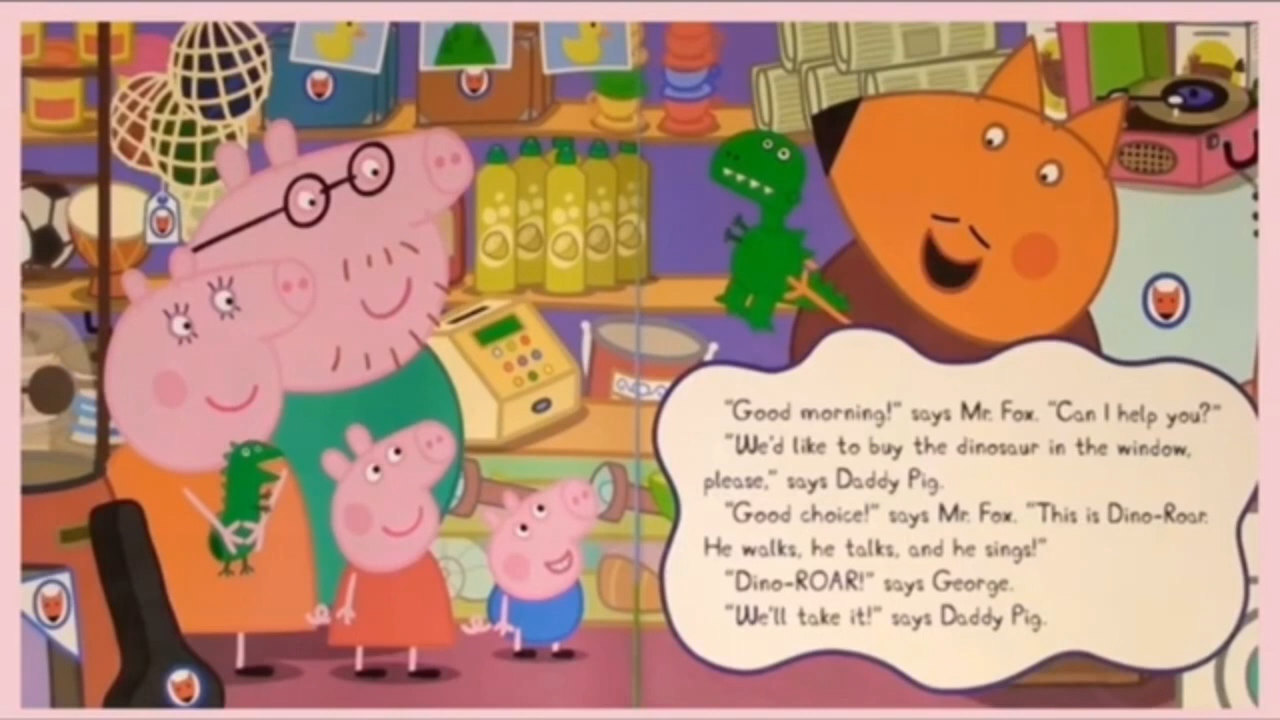 "Good morning!" says Mr. Fox. "Can I help you?"
"We'd like to buy the dinosaur in the window,
please," says Daddy Pig.
"Good choice!" says Mr. Fox. "This is Dino-Roar.
He walks, he talks, and he sings!"
"Dino-ROAR!" says George.
"We'll take it!" says Daddy Pig.